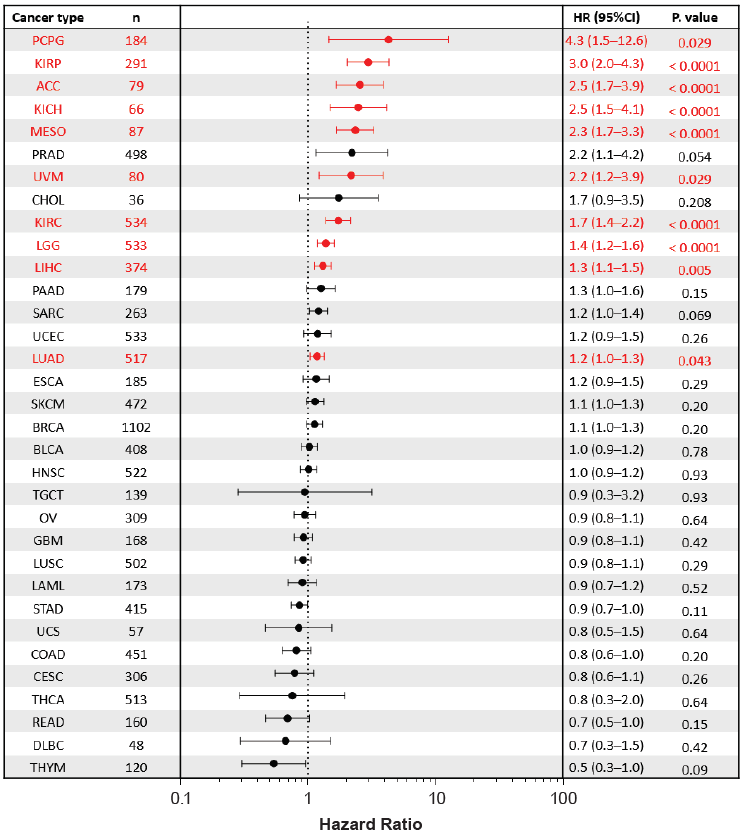 Cancer type n HR (95%CI) P. value
PCPG 184 4.3 (1.5–12.6) 0.029
KIRP 291 3.0 (2.0–4.3) < 0.0001
ACC 79 2.5 (1.7–3.9) < 0.0001
KICH 66 2.5 (1.5–4.1) < 0.0001
MESO 87 2.3 (1.7–3.3) < 0.0001
PRAD 498 2.2 (1.1–4.2) 0.054
UVM 80 2.2 (1.2–3.9) 0.029
CHOL 36 1.7 (0.9–3.5) 0.208
KIRC 534 1.7 (1.4–2.2) < 0.0001
LGG 533 1.4 (1.2–1.6) < 0.0001
LIHC 374 1.3 (1.1–1.5) 0.005
PAAD 179 1.3 (1.0–1.6) 0.15
SARC 263 1.2 (1.0–1.4) 0.069
UCEC 533 1.2 (0.9–1.5) 0.26
LUAD 517 1.2 (1.0–1.3) 0.043
ESCA 185 1.2 (0.9–1.5) 0.29
SKCM 472 1.1 (1.0–1.3) 0.20
BRCA 1102 1.1 (1.0–1.3) 0.20
BLCA 408 1.0 (0.9–1.2) 0.78
HNSC 522 1.0 (0.9–1.2) 0.93
TGCT 139 0.9 (0.3–3.2) 0.93
OV 309 0.9 (0.8–1.1) 0.64
GBM 168 0.9 (0.8–1.1) 0.42
LUSC 502 0.9 (0.8–1.1) 0.29
LAML 173 0.9 (0.7–1.2) 0.52
STAD 415 0.9 (0.7–1.0) 0.11
UCS 57 0.8 (0.5–1.5) 0.64
COAD 451 0.8 (0.6–1.0) 0.20
CESC 306 0.8 (0.6–1.1) 0.26
THCA 513 0.8 (0.3–2.0) 0.64
READ 160 0.7 (0.5–1.0) 0.15
DLBC 48 0.7 (0.3–1.5) 0.42
THYM 120 0.5 (0.3–1.0) 0.09
0.1 1 10 100
Hazard Ratio